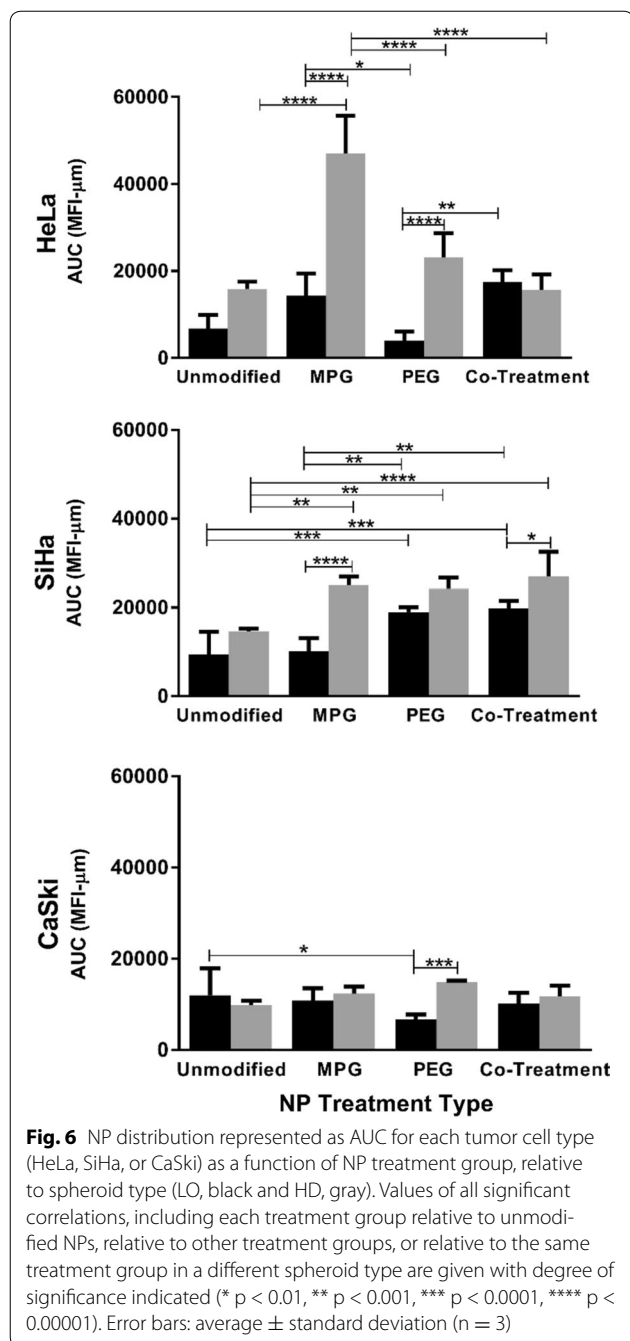 ****
****
*
****
****
60000
40000
20000
0
HeLa
AUC (MFI-μm)
**
****
Unmodified MPG PEG Co-Treatment
60000
40000
20000
0
SiHa
AUC (MFI-μm)
**
**
****
**
**
***
***
*
****
Unmodified MPG PEG Co-Treatment
60000
40000
20000
0
CaSki
AUC (MFI-μm)
*
***
Unmodified MPG PEG Co-Treatment
NP Treatment Type
Fig. 6 NP distribution represented as AUC for each tumor cell type
(HeLa, SiHa, or CaSki) as a function of NP treatment group, relative
to spheroid type (LO, black and HD, gray). Values of all significant
correlations, including each treatment group relative to unmodi-
fied NPs, relative to other treatment groups, or relative to the same
treatment group in a different spheroid type are given with degree of
significance indicated (* p < 0.01, ** p < 0.001, *** p < 0.0001, **** p <
0.00001). Error bars: average ± standard deviation (n = 3)